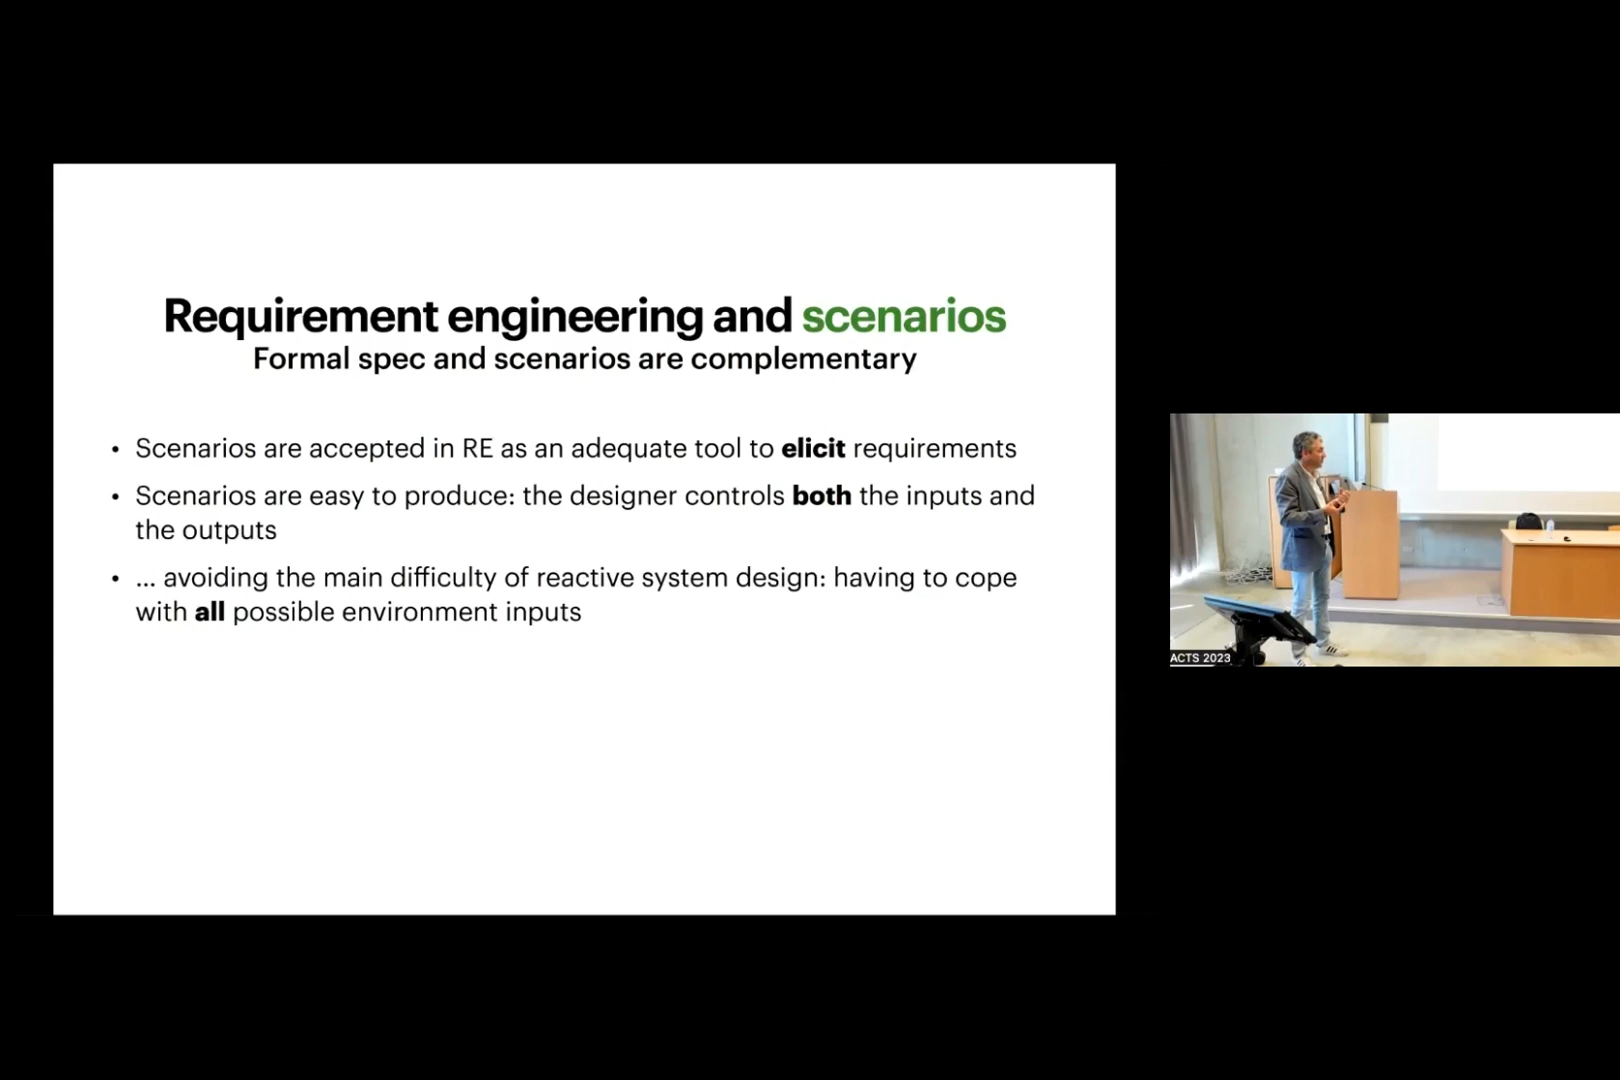 Requirement engineering and scenarios
Formal spec and scenarios are complementary
• Scenarios are accepted in RE as an adequate tool to elicit requirements
• Scenarios are easy to produce: the designer controls both the inputs and
the outputs
• ... avoiding the main difficulty of reactive system design: having to cope
with all possible environment inputs
ACTS 2023